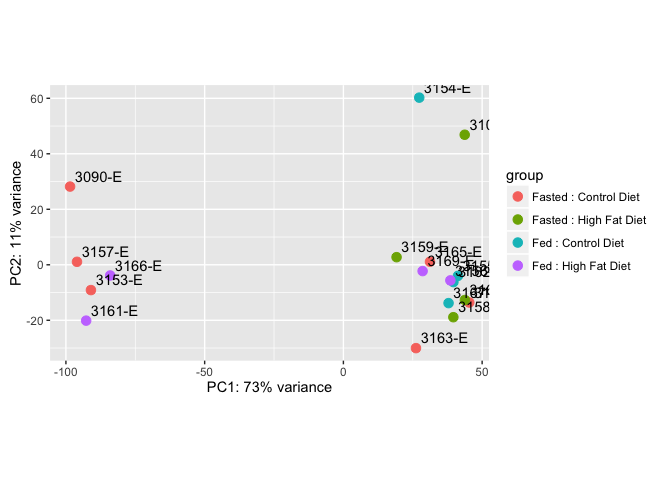 3154-E
310
3090-E
3159-E
3165-E
3157-E
3169-E
3166-E
3153-E
3158
3161-E
3163-E
60
40
20
0
-20
PC2: 11% variance
-100
-50
0
50
PC1: 73% variance
group
Fasted : Control Diet
Fasted : High Fat Diet
Fed : Control Diet
Fed : High Fat Diet